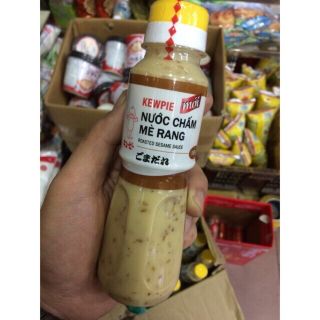 KEWPIE
mới
NƯỚC CHẤM
MÈ RANG
ROASTED SESAME SAUCE
ごまだれ